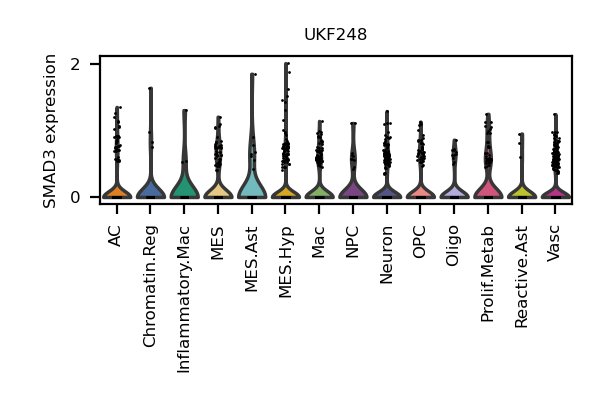 UKF248
SMAD3 expression
2
0
AC
Chromatin.Reg
Inflammatory.Mac
MES
MES.Ast
MES.Hyp
Mac
NPC
Neuron
OPC
Oligo
Prolif.Metab
Reactive.Ast
Vasc